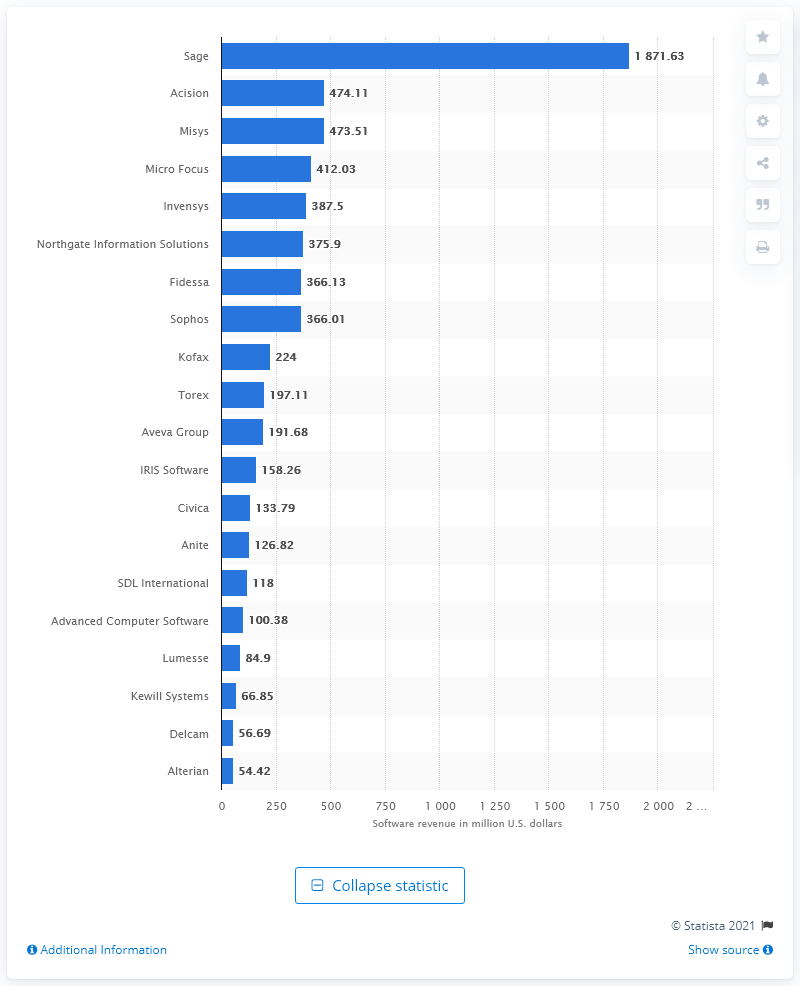 Sage 1 871.63
Acision 474.11
Misys 473.51
Micro Focus 412.03
Invensys 387.5
Northgate Information Solutions 375.9
Fidessa 366.13
Sophos 366.01
Kofax 224
Torex 197.11
Aveva Group 191.68
IRIS Software 158.26
Civica 133.79
Anite 126.82
SDL International 118
Advanced Computer Software 100.38
Lumesse 84.9
Kewill Systems 66.85
Delcam 56.69
Alterian 54.42
0 250 500 750 1 000 1 250 1 500 1 750 2 000 2 ...
Software revenue in million U.S. dollars
Collapse statistic
© Statista 2021
Additional Information Show source